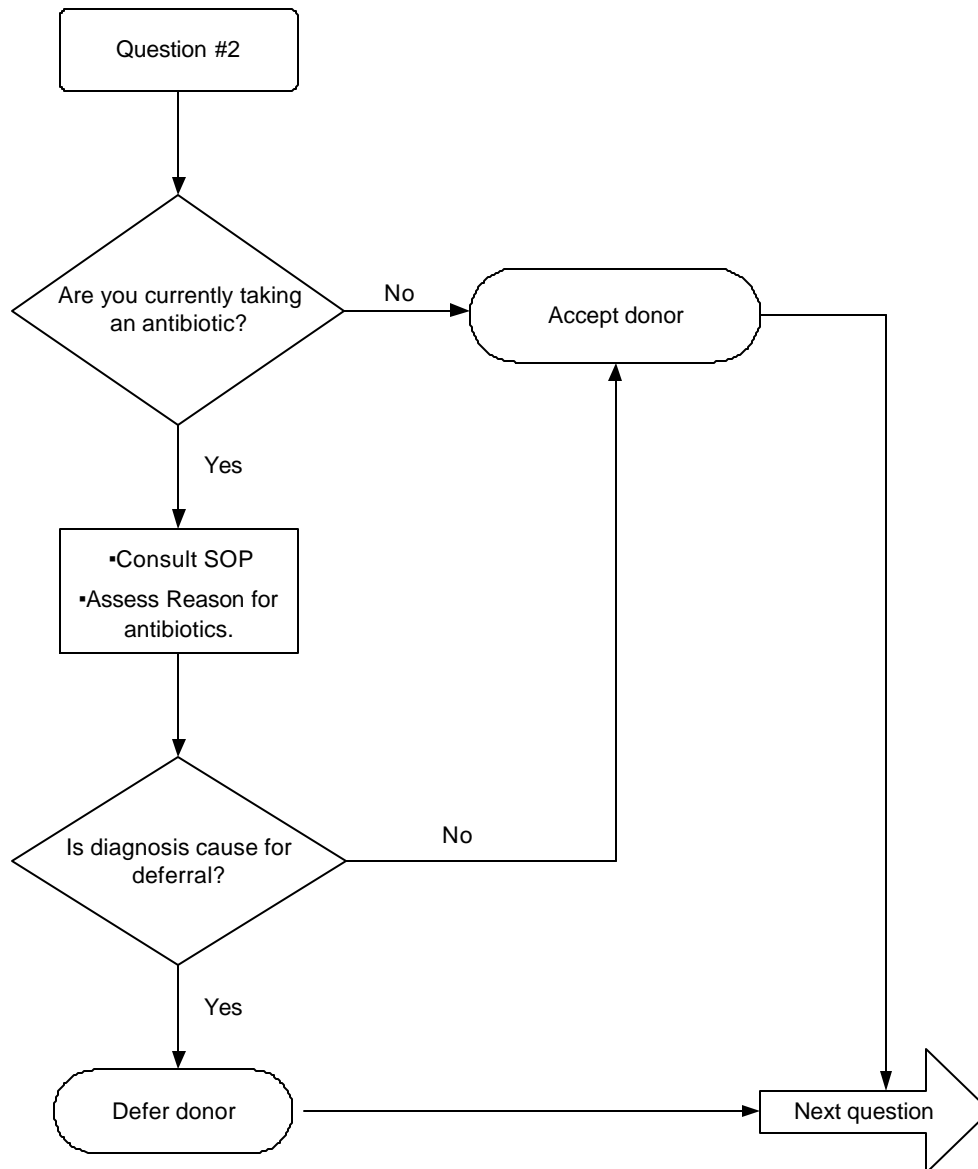 Question #2
Are you currently taking
an antibiotic?
No
Accept donor
Yes
▪Consult SOP
▪Assess Reason for
antibiotics.
Is diagnosis cause for
deferral?
No
Yes
Defer donor
Next question